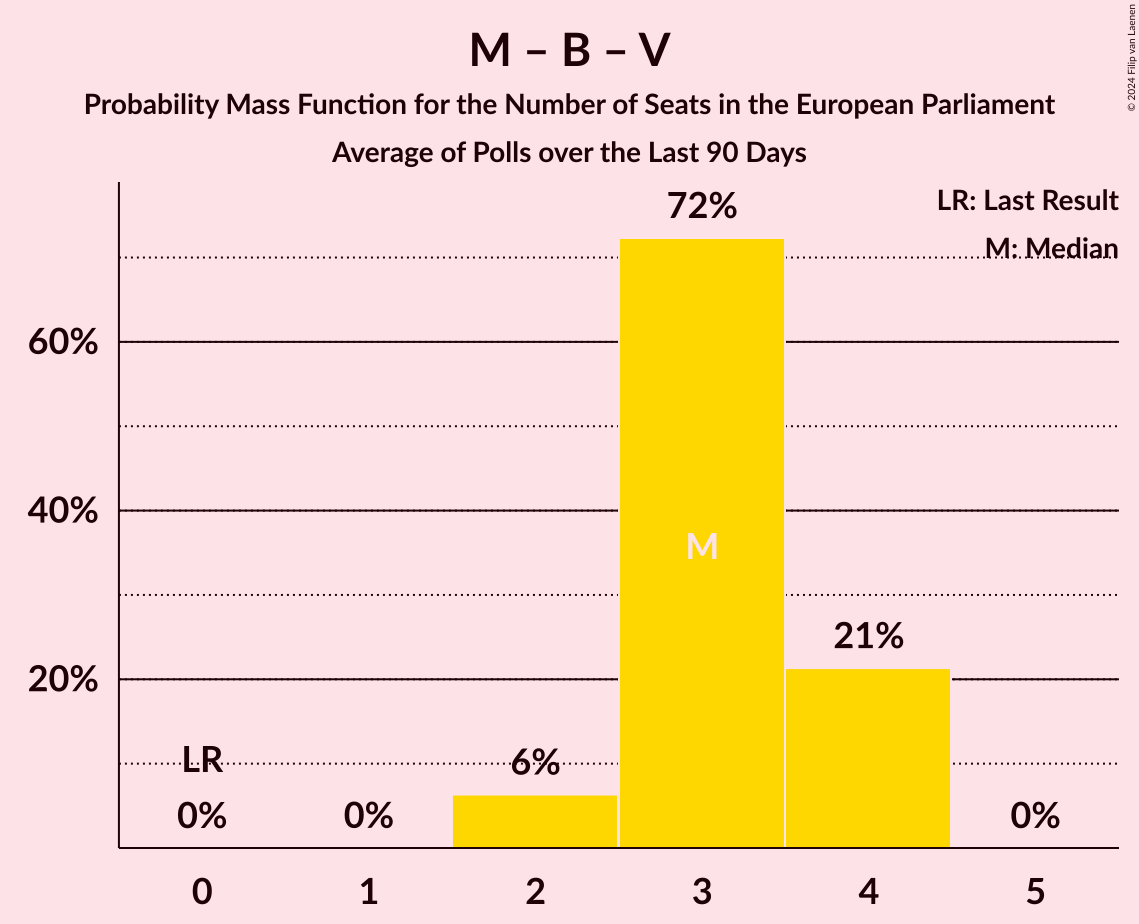 M – B – V
Probability Mass Function for the Number of Seats in the European Parliament
Average of Polls over the Last 90 Days
© 2024 Filip van Laenen
LR: Last Result
M: Median
72%
60%
40%
M
21%
20%
LR
6%
0%
0%
0%
0 1 2 3 4 5